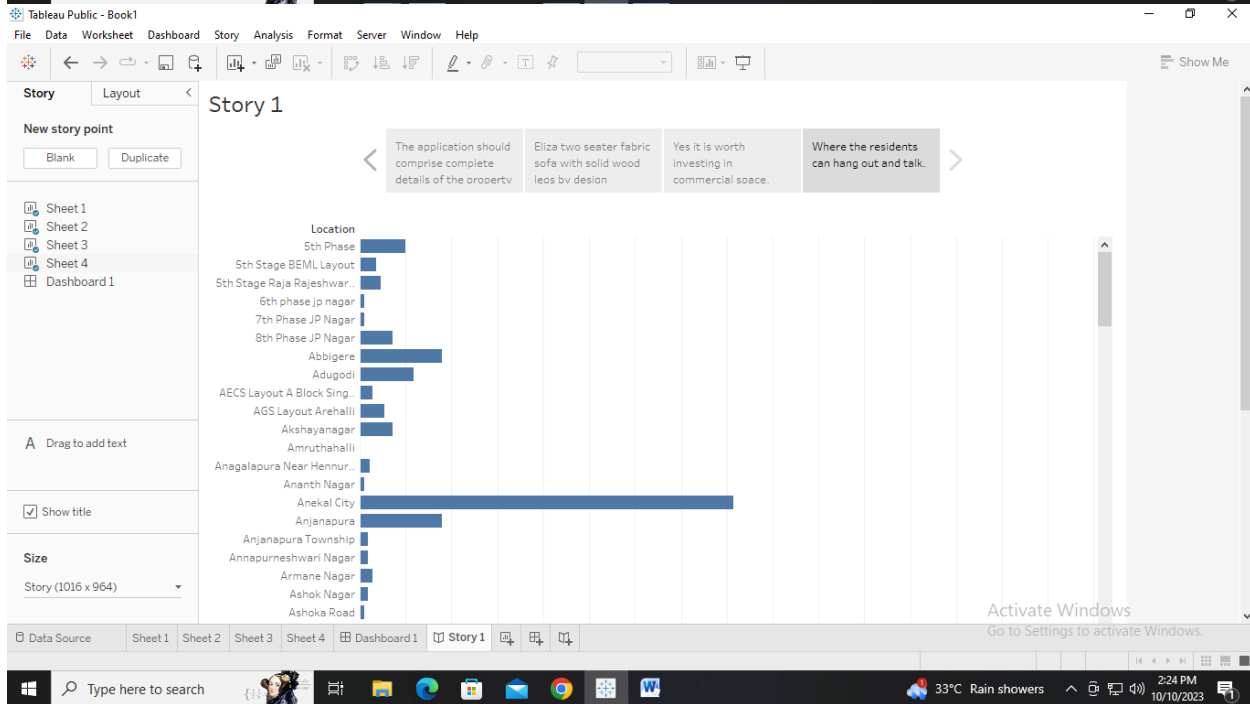 Tableau Public - Book1
File Data Worksheet Dashboard Story Analysis Format Server Window Help
Show Me
Story Layout
New story point
Blank Duplicate
Sheet 1
Sheet 2
Sheet 3
Sheet 4
Dashboard 1
A Drag to add text
Show title
Size
Story (1016 x 964)
Story 1
The application should
comprise complete
details of the property
Eliza two seater fabric
sofa with solid wood
legs by design
Yes it is worth
investing in
commercial space.
Where the residents
can hang out and talk.
Location
5th Phase
5th Stage BEML Layout
5th Stage Raja Rajeshwar..
6th phase jp nagar
7th Phase JP Nagar
8th Phase JP Nagar
Abbigere
Adugodi
AECS Layout A Block Sing..
AGS Layout Arehalli
Akshayanagar
Amruthahalli
Anagalapura Near Hennur..
Ananth Nagar
Anekal City
Anjanapura
Anjanapura Township
Annapurneshwari Nagar
Armane Nagar
Ashok Nagar
Ashoka Road
Activate Windows
Go to Settings to activate Windows.
Data Source Sheet 1 Sheet 2 Sheet 3 Sheet 4 Dashboard 1 Story 1
Type here to search
33°C Rain showers
2:24 PM
10/10/2023